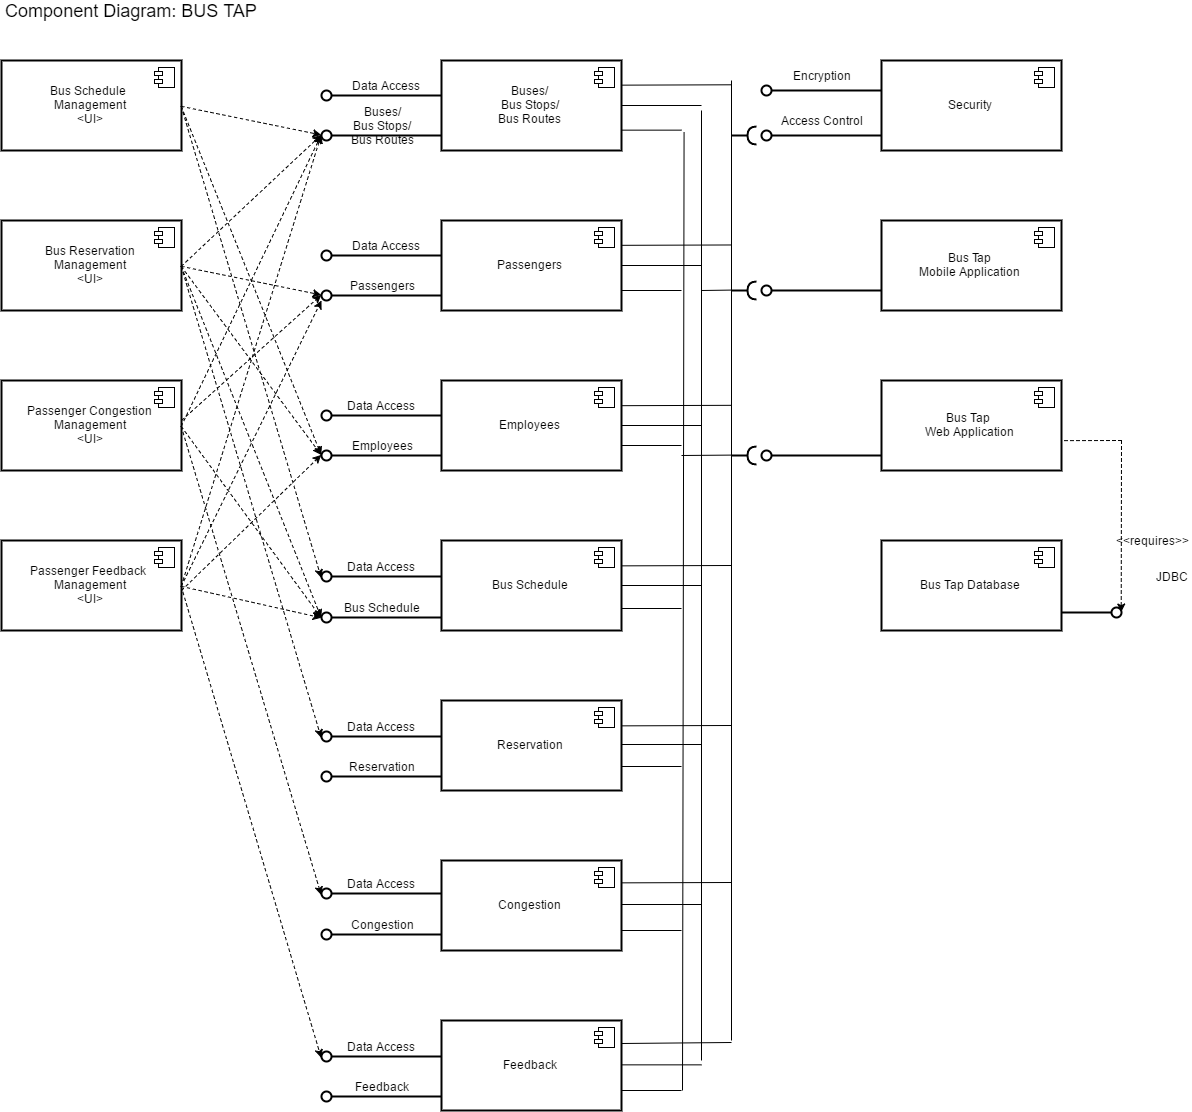 Component Diagram: BUS TAP
Bus Schedule
Management
<UI>
Data Access
Buses/
Bus Stops/
Bus Routes
Buses/
Bus Stops/
Bus Routes
Encryption
Access Control
Security
Bus Reservation
Management
<UI>
Data Access
Passengers
Passengers
Bus Tap
Mobile Application
Passenger Congestion
Management
<UI>
Data Access
Employees
Employees
Bus Tap
Web Application
<<requires>>
JDBC
Passenger Feedback
Management
<UI>
Data Access
Bus Schedule
Bus Schedule
Bus Tap Database
Data Access
Reservation
Reservation
Data Access
Congestion
Congestion
Data Access
Feedback
Feedback